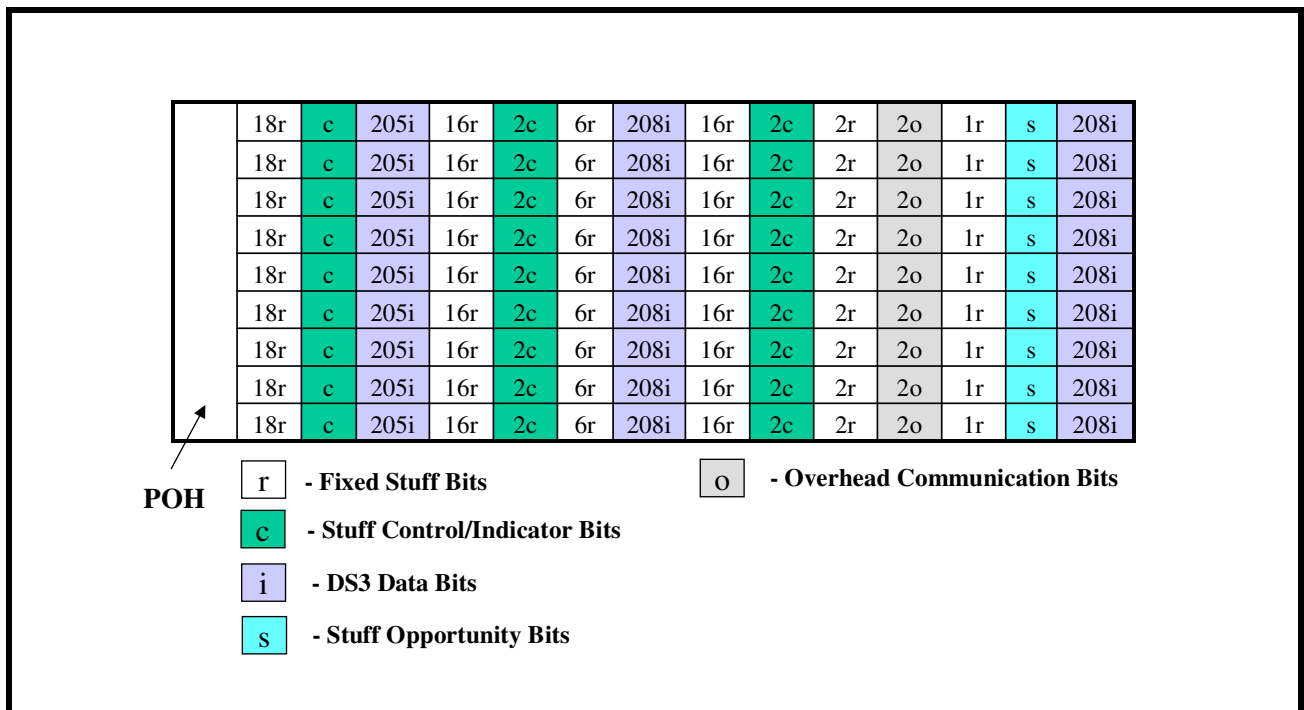 18r c 205i 16r 2c 6r 208i 16r 2c 2r 2o 1r s 208i
18r c 205i 16r 2c 6r 208i 16r 2c 2r 2o 1r s 208i
18r c 205i 16r 2c 6r 208i 16r 2c 2r 2o 1r s 208i
18r c 205i 16r 2c 6r 208i 16r 2c 2r 2o 1r s 208i
18r c 205i 16r 2c 6r 208i 16r 2c 2r 2o 1r s 208i
18r c 205i 16r 2c 6r 208i 16r 2c 2r 2o 1r s 208i
18r c 205i 16r 2c 6r 208i 16r 2c 2r 2o 1r s 208i
18r c 205i 16r 2c 6r 208i 16r 2c 2r 2o 1r s 208i
18r c 205i 16r 2c 6r 208i 16r 2c 2r 2o 1r s 208i
POH
r - Fixed Stuff Bits
o - Overhead Communication Bits
c - Stuff Control/Indicator Bits
i - DS3 Data Bits
s - Stuff Opportunity Bits